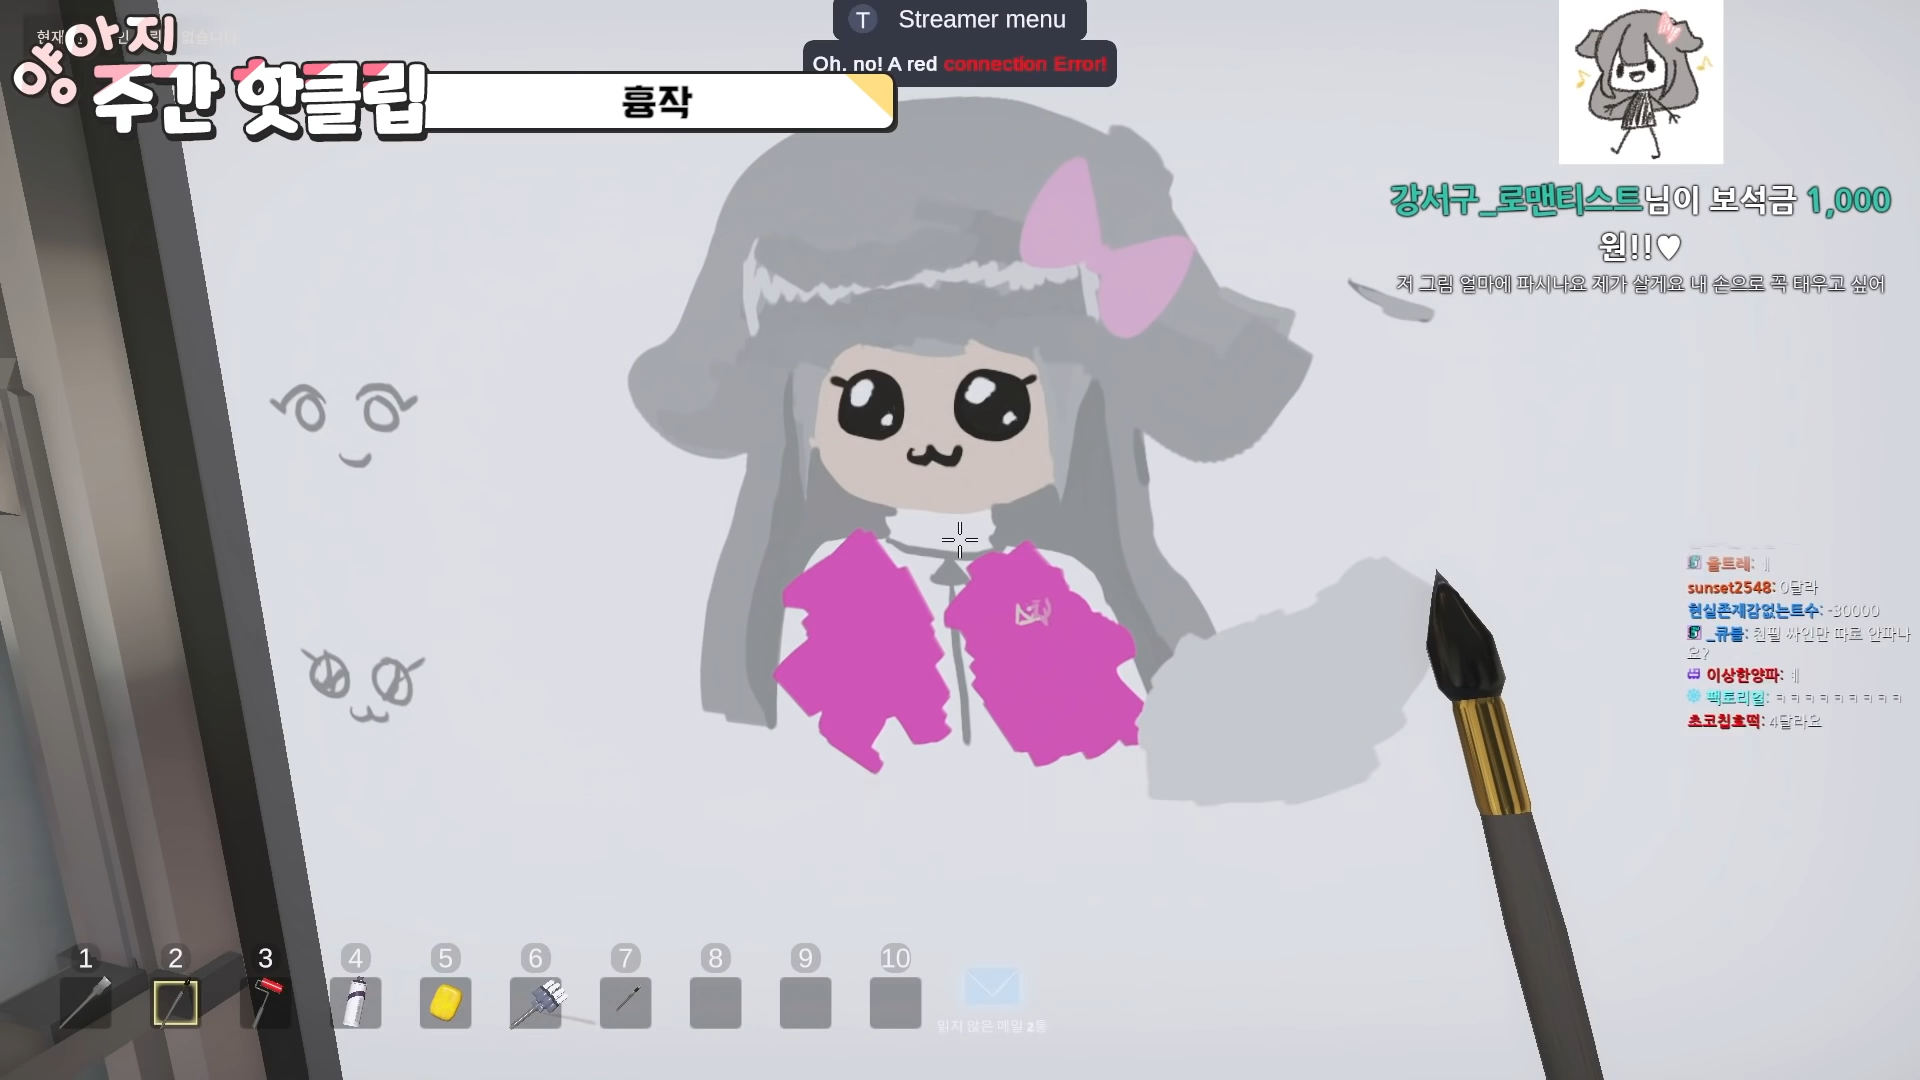 양아지
주간 핫클립
흉작
T Streamer menu
Oh, no! A red connection Error!
강서구_로맨티스트님이 보석금 1,000
원!!♥
저 그림 얼마에 파시나요 제가 살게요 내 손으로 꼭 태우고 싶어
울트레: ㅔ
sunset2548: 0달라
현실존재감없는트수: -30000
_큐블: 친필 싸인만 따로 안파나
요?
이상한양파: ㅖ
팩토리얼: ㅋㅋㅋㅋㅋㅋㅋㅋㅋ
초코칩호떡: 4달라요
1 2 3 4 5 6 7 8 9 10
읽지 않은 메일 2통